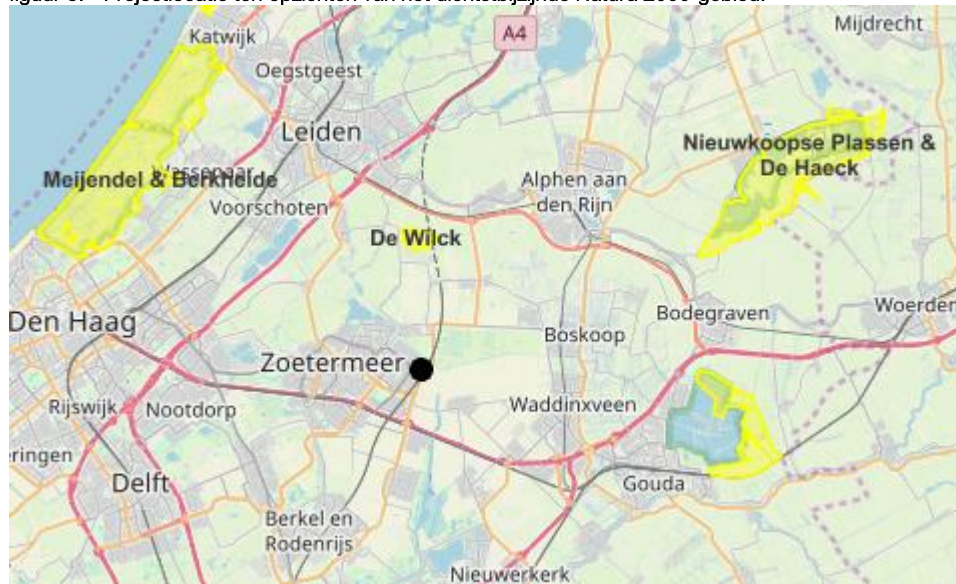 Katwijk
A4
Mijdrecht
Oegstgeest
Leiden
Nieuwkoopse Plassen &
De Haeck
Meijendel & Berkheide
Voorschoten
Alphen aan
den Rijn
De Wilck
Den Haag
Bodegraven
Woerden
Boskoop
Zoetermeer
Rijswijk
Nootdorp
Waddinxveen
eringen
Delft
Gouda
Berkel en
Rodenrijs
Nieuwerkerk